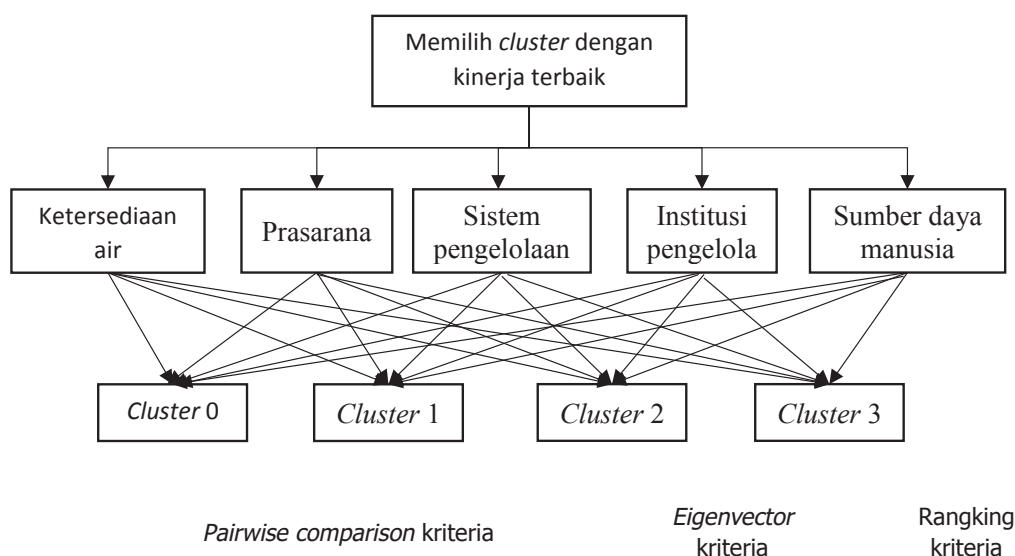 Memilih cluster dengan
kinerja terbaik
Ketersediaan
air
Prasarana
Sistem
pengelolaan
Institusi
pengelola
Sumber daya
manusia
Cluster 0
Cluster 1
Cluster 2
Cluster 3
Pairwise comparison kriteria
Eigenvector
kriteria
Rangking
kriteria